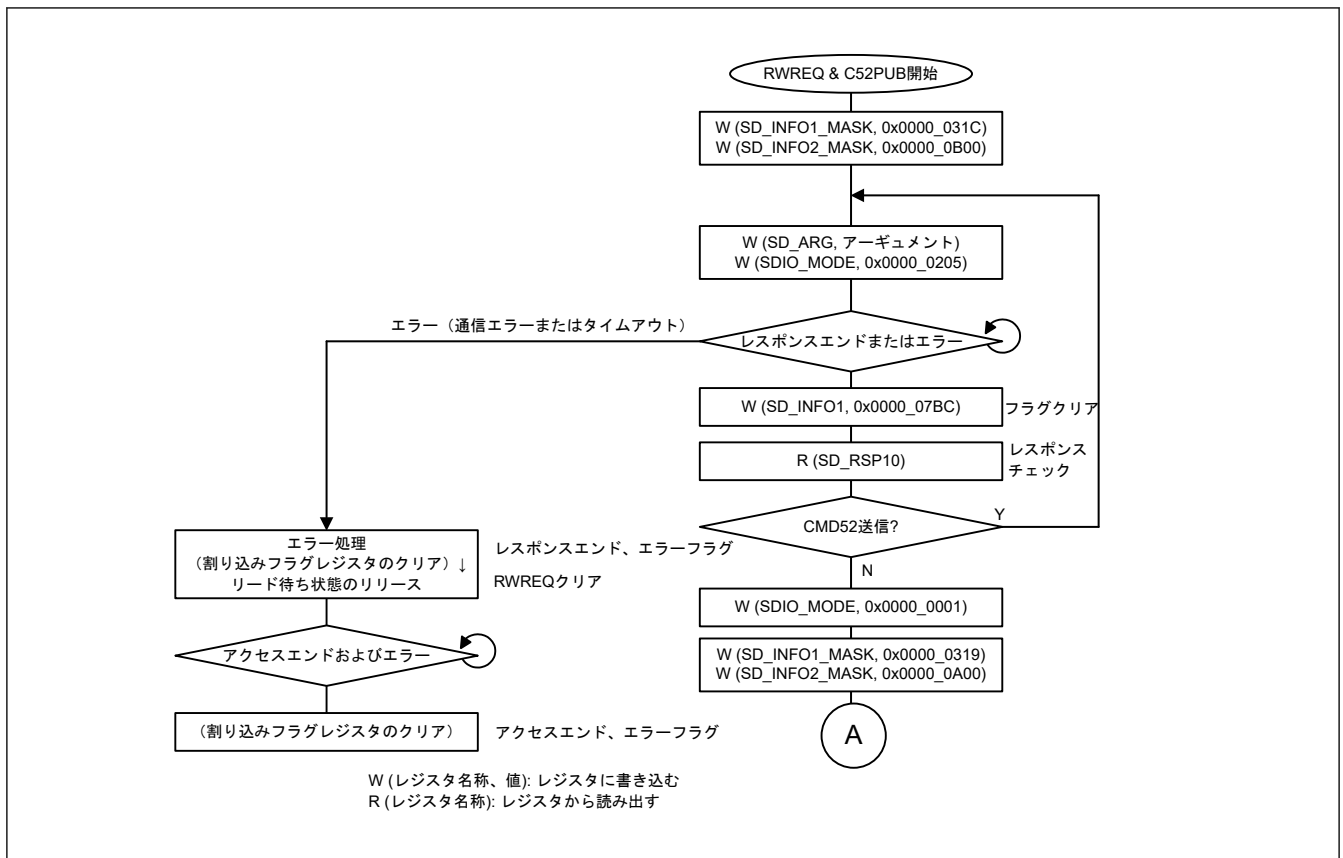 RWREQ & C52PUB開始
W (SD_INFO1_MASK, 0x0000_031C)
W (SD_INFO2_MASK, 0x0000_0B00)
W (SD_ARG, アーギュメント)
W (SDIO_MODE, 0x0000_0205)
エラー（通信エラーまたはタイムアウト）
レスポンスエンドまたはエラー
W (SD_INFO1, 0x0000_07BC)
フラグクリア
R (SD_RSP10)
レスポンス
チェック
CMD52送信?
Y
N
エラー処理
（割り込みフラグレジスタのクリア）↓
リード待ち状態のリリース
レスポンスエンド、エラーフラグ
RWREQクリア
W (SDIO_MODE, 0x0000_0001)
アクセスエンドおよびエラー
W (SD_INFO1_MASK, 0x0000_0319)
W (SD_INFO2_MASK, 0x0000_0A00)
（割り込みフラグレジスタのクリア）
アクセスエンド、エラーフラグ
A
W (レジスタ名称、値): レジスタに書き込む
R (レジスタ名称): レジスタから読み出す